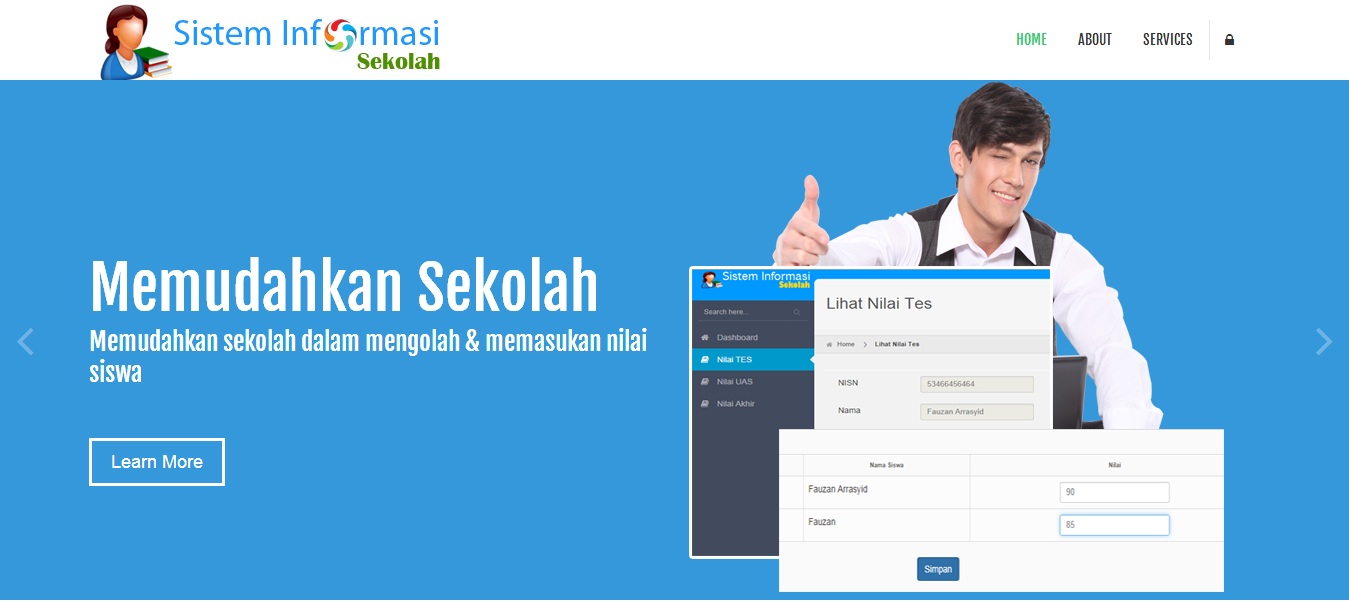 Sistem Informasi
Sekolah
HOME
ABOUT
SERVICES
Memudahkan Sekolah
Memudahkan sekolah dalam mengolah & memasukan nilai
siswa
Learn More
Sistem Informasi
Sekolah
Search here...
Dashboard
Nilai TES
Nilai UAS
Nilai Akhir
Lihat Nilai Tes
Home > Lihat Nilai Tes
NISN 53466456464
Nama Fauzan Arrasyid
Nama Siswa Nilai
Fauzan Arrasyid 90
Fauzan 85
Simpan